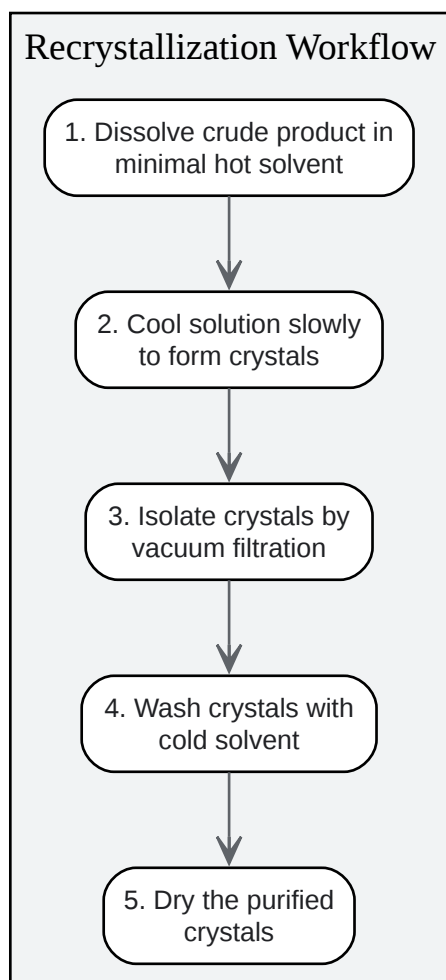 Recrystallization Workflow
1. Dissolve crude product in
minimal hot solvent
2. Cool solution slowly
to form crystals
3. Isolate crystals by
vacuum filtration
4. Wash crystals with
cold solvent
5. Dry the purified
crystals